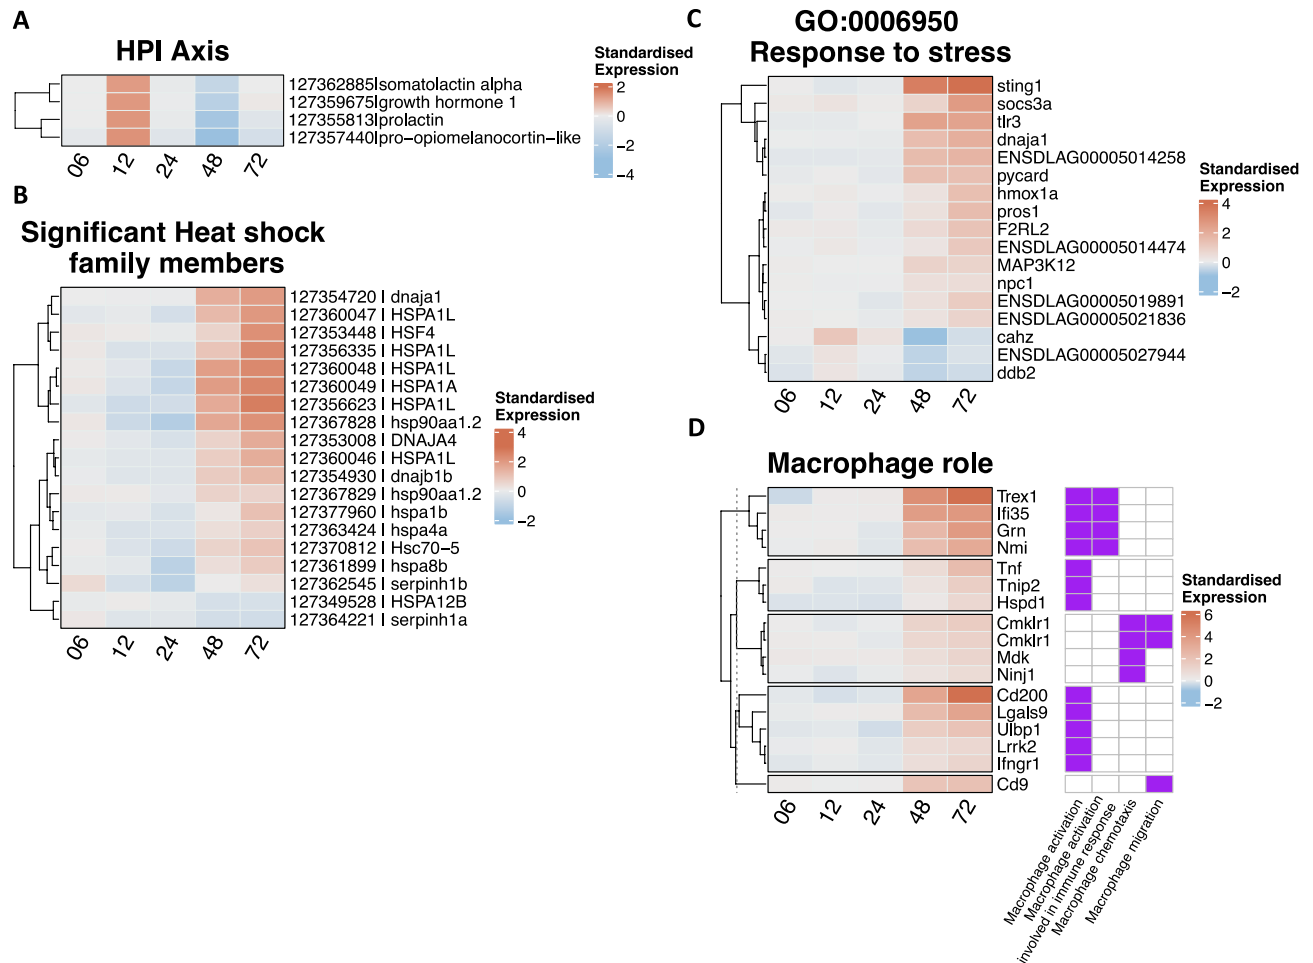 A
HPI Axis
127362885|somatolactin alpha
127359675|growth hormone 1
127355813|prolactin
127357440|pro-opiomelanocortin-like
06 12 24 48 72
Standardised
Expression
2
0
−2
−4
B
Significant Heat shock
family members
127354720 | dnaja1
127360047 | HSPA1L
127353448 | HSF4
127356335 | HSPA1L
127360048 | HSPA1L
127360049 | HSPA1A
127356623 | HSPA1L
127367828 | hsp90aa1.2
127353008 | DNAJA4
127360046 | HSPA1L
127354930 | dnajb1b
127367829 | hsp90aa1.2
127377960 | hspa1b
127363424 | hspa4a
127370812 | Hsc70−5
127361899 | hspa8b
127362545 | serpinh1b
127349528 | HSPA12B
127364221 | serpinh1a
06 12 24 48 72
Standardised
Expression
4
2
0
−2
C
GO:0006950
Response to stress
sting1
socs3a
tlr3
dnaja1
ENSDLAG00005014258
pycard
hmox1a
pros1
F2RL2
ENSDLAG00005014474
MAP3K12
npc1
ENSDLAG00005019891
ENSDLAG00005021836
cahz
ENSDLAG00005027944
ddb2
06 12 24 48 72
Standardised
Expression
4
2
0
−2
D
Macrophage role
Trex1
Ifi35
Grn
Nmi
Tnf
Tnip2
Hspd1
Cmklr1
Cmklr1
Mdk
Ninj1
Cd200
Lgals9
Ulbp1
Lrrk2
Ifngr1
Cd9
06 12 24 48 72
Macrophage activation
Macrophage activation
involved in immune response
Macrophage chemotaxis
Macrophage migration
Standardised
Expression
6
4
2
0
−2